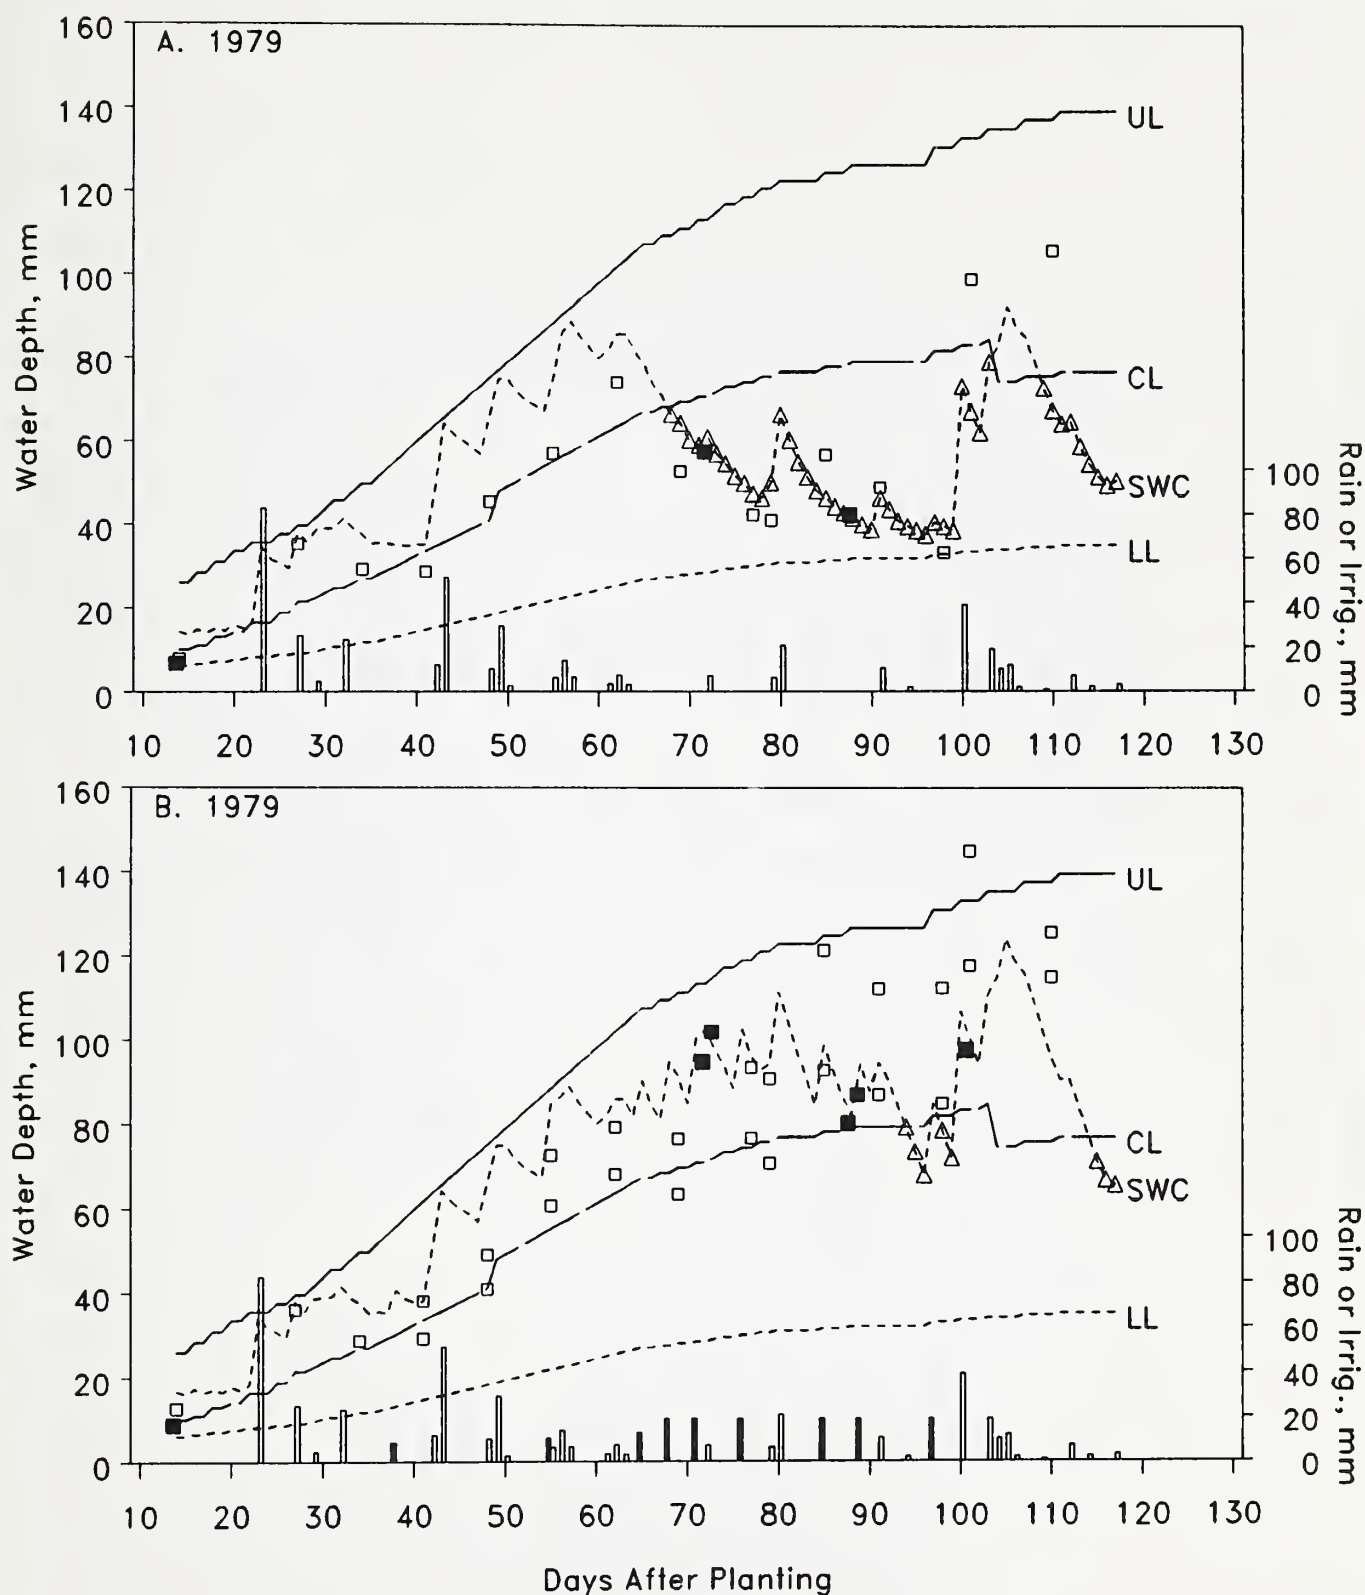 A. 1979
160
140
120
100
80
60
40
20
0
Water Depth, mm
UL
CL
SWC
LL
100
80
60
40
20
0
Rain or Irrig., mm
10 20 30 40 50 60 70 80 90 100 110 120 130
B. 1979
160
140
120
100
80
60
40
20
0
Water Depth, mm
UL
CL
SWC
LL
100
80
60
40
20
0
Rain or Irrig., mm
10 20 30 40 50 60 70 80 90 100 110 120 130
Days After Planting